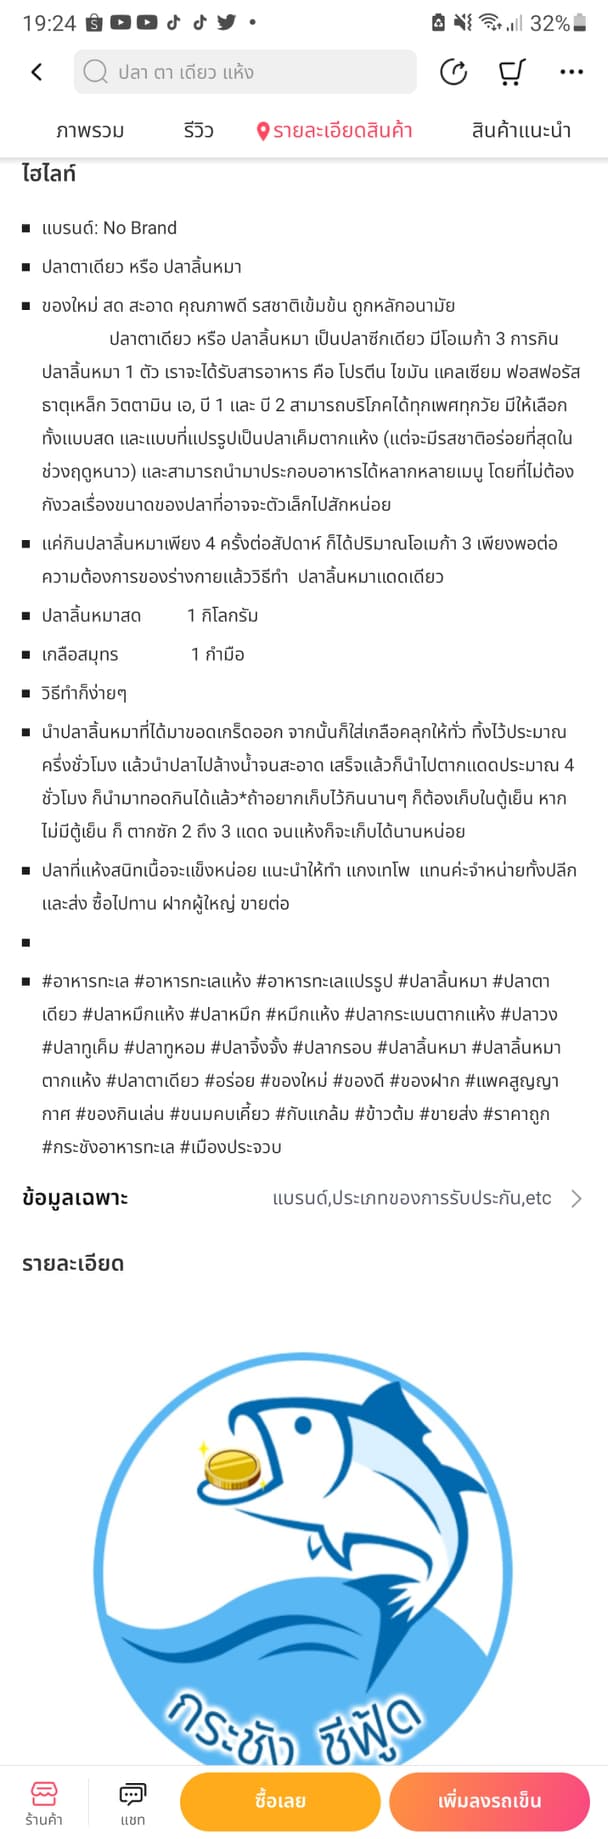 19:24
32%
ปลา ตา เดียว แห้ง
ภาพรวม รีวิว รายละเอียดสินค้า สินค้าแนะนำ
ไฮไลท์
แบรนด์: No Brand
ปลาตาเดียว หรือ ปลาลิ้นหมา
ของใหม่ สด สะอาด คุณภาพดี รสชาติเข้มข้น ถูกหลักอนามัย
ปลาตาเดียว หรือ ปลาลิ้นหมา เป็นปลาซีกเดียว มีโอเมก้า 3 การกิน
ปลาลิ้นหมา 1 ตัว เราจะได้รับสารอาหาร คือ โปรตีน ไขมัน แคลเซียม ฟอสฟอรัส
ธาตุเหล็ก วิตตามิน เอ, บี 1 และ บี 2 สามารถบริโภคได้ทุกเพศทุกวัย มีให้เลือก
ทั้งแบบสด และแบบที่แปรรูปเป็นปลาเค็มตากแห้ง (แต่จะมีรสชาติอร่อยที่สุดใน
ช่วงฤดูหนาว) และสามารถนำมาประกอบอาหารได้หลากหลายเมนู โดยที่ไม่ต้อง
กังวลเรื่องขนาดของปลาที่อาจจะตัวเล็กไปสักหน่อย
แค่กินปลาลิ้นหมาเพียง 4 ครั้งต่อสัปดาห์ ก็ได้ปริมาณโอเมก้า 3 เพียงพอต่อ
ความต้องการของร่างกายแล้ววิธีทำ ปลาลิ้นหมาแดดเดียว
ปลาลิ้นหมาสด 1 กิโลกรัม
เกลือสมุทร 1 กำมือ
วิธีทำก็ง่ายๆ
นำปลาลิ้นหมาที่ได้มาขอดเกร็ดออก จากนั้นก็ใส่เกลือคลุกให้ทั่ว ทิ้งไว้ประมาณ
ครึ่งชั่วโมง แล้วนำปลาไปล้างน้ำจนสะอาด เสร็จแล้วก็นำไปตากแดดประมาณ 4
ชั่วโมง ก็นำมาทอดกินได้แล้ว*ถ้าอยากเก็บไว้กินนานๆ ก็ต้องเก็บในตู้เย็น หาก
ไม่มีตู้เย็น ก็ ตากซัก 2 ถึง 3 แดด จนแห้งก็จะเก็บได้นานหน่อย
ปลาที่แห้งสนิทเนื้อจะแข็งหน่อย แนะนำให้ทำ แกงเทโพ แทนค่ะจำหน่ายทั้งปลีก
และส่ง ซื้อไปทาน ฝากผู้ใหญ่ ขายต่อ
#อาหารทะเล #อาหารทะเลแห้ง #อาหารทะเลแปรรูป #ปลาลิ้นหมา #ปลาตา
เดียว #ปลาหมึกแห้ง #ปลาหมึก #หมึกแห้ง #ปลากระเบนตากแห้ง #ปลาวง
#ปลาทูเค็ม #ปลาทูหอม #ปลาจิ้งจั้ง #ปลากรอบ #ปลาลิ้นหมา #ปลาลิ้นหมา
ตากแห้ง #ปลาตาเดียว #อร่อย #ของใหม่ #ของดี #ของฝาก #แพคสูญญา
กาศ #ของกินเล่น #ขนมคบเคี้ยว #กับแกล้ม #ข้าวต้ม #ขายส่ง #ราคาถูก
#กระชังอาหารทะเล #เมืองประจวบ
ข้อมูลเฉพาะ แบรนด์,ประเภทของการรับประกัน,etc
รายละเอียด
กระชัง ซีฟู้ด
ร้านค้า แชท ซื้อเลย เพิ่มลงรถเข็น